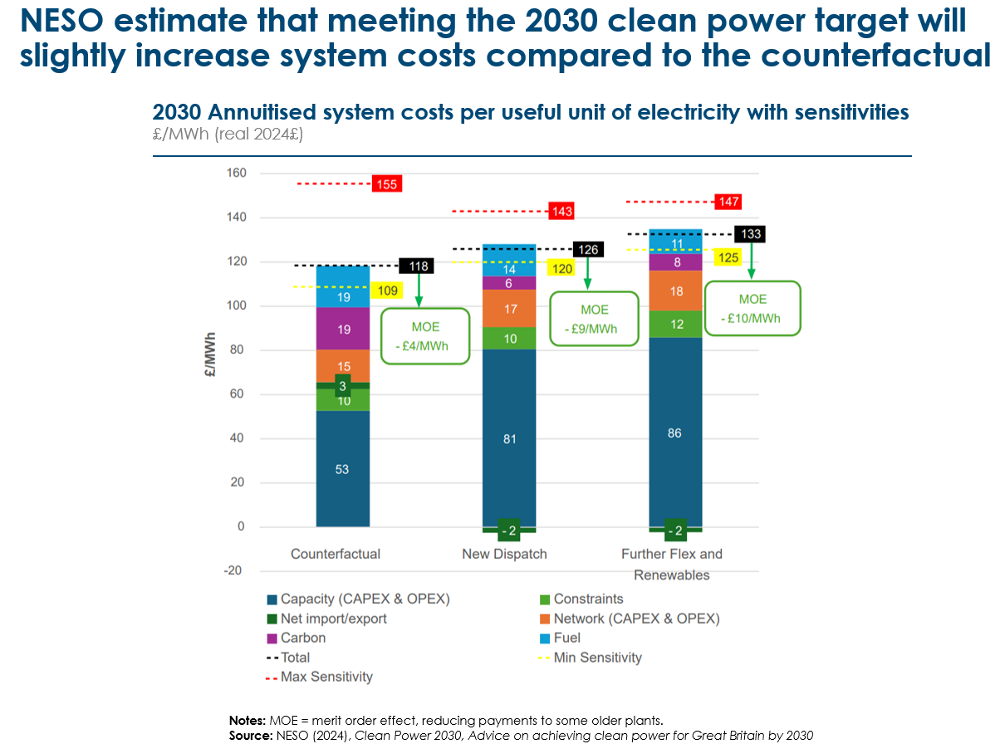 NESO estimate that meeting the 2030 clean power target will
slightly increase system costs compared to the counterfactual
2030 Annuitised system costs per useful unit of electricity with sensitivities
£/MWh (real 2024£)
160
140
120
100
80
60
40
20
0
-20
£/MWh
155
118
109
19
19
15
3
10
53
MOE
- £4/MWh
143
126
120
14
6
17
10
81
- 2
MOE
- £9/MWh
147
133
125
11
8
18
12
86
- 2
MOE
- £10/MWh
Counterfactual
New Dispatch
Further Flex and
Renewables
Capacity (CAPEX & OPEX)
Constraints
Net import/export
Network (CAPEX & OPEX)
Carbon
Fuel
Total
Min Sensitivity
Max Sensitivity
Notes: MOE = merit order effect, reducing payments to some older plants.
Source: NESO (2024), Clean Power 2030, Advice on achieving clean power for Great Britain by 2030